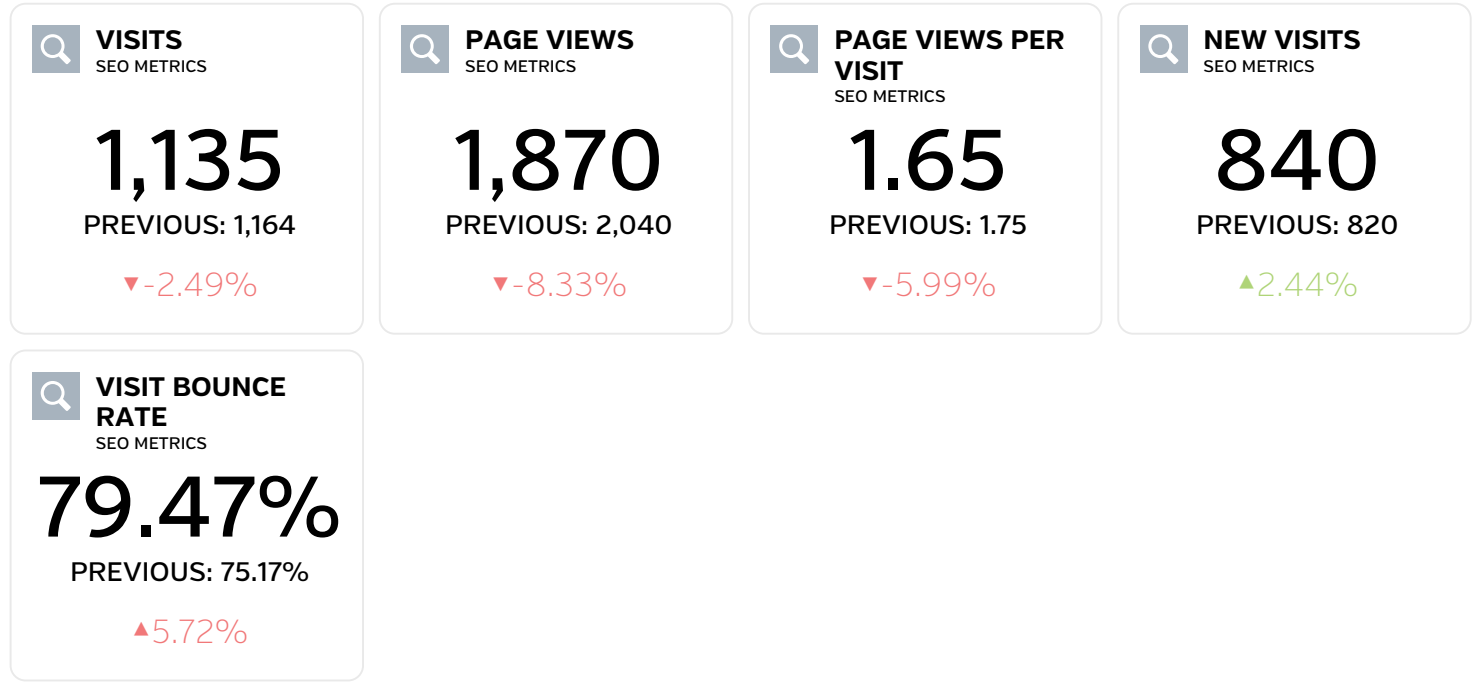 VISITS
SEO METRICS
1,135
PREVIOUS: 1,164
▼-2.49%
PAGE VIEWS
SEO METRICS
1,870
PREVIOUS: 2,040
▼-8.33%
PAGE VIEWS PER
VISIT
SEO METRICS
1.65
PREVIOUS: 1.75
▼-5.99%
NEW VISITS
SEO METRICS
840
PREVIOUS: 820
▲2.44%
VISIT BOUNCE
RATE
SEO METRICS
79.47%
PREVIOUS: 75.17%
▲5.72%